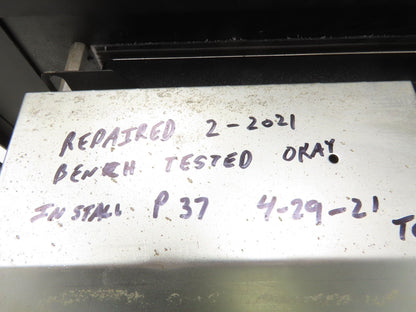 REPAIRED 2-2021
BENCH TESTED OKAY!
INSTALL P 37 4-29-21